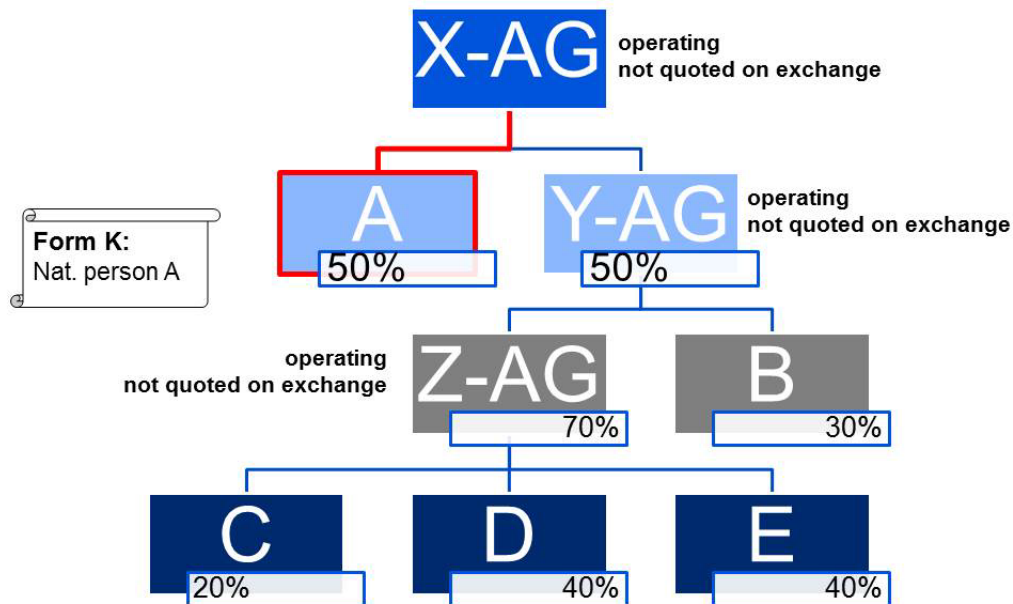 X-AG
operating
not quoted on exchange
A
50%
Y-AG
50%
operating
not quoted on exchange
Form K:
Nat. person A
operating
not quoted on exchange
Z-AG
70%
B
30%
C
20%
D
40%
E
40%